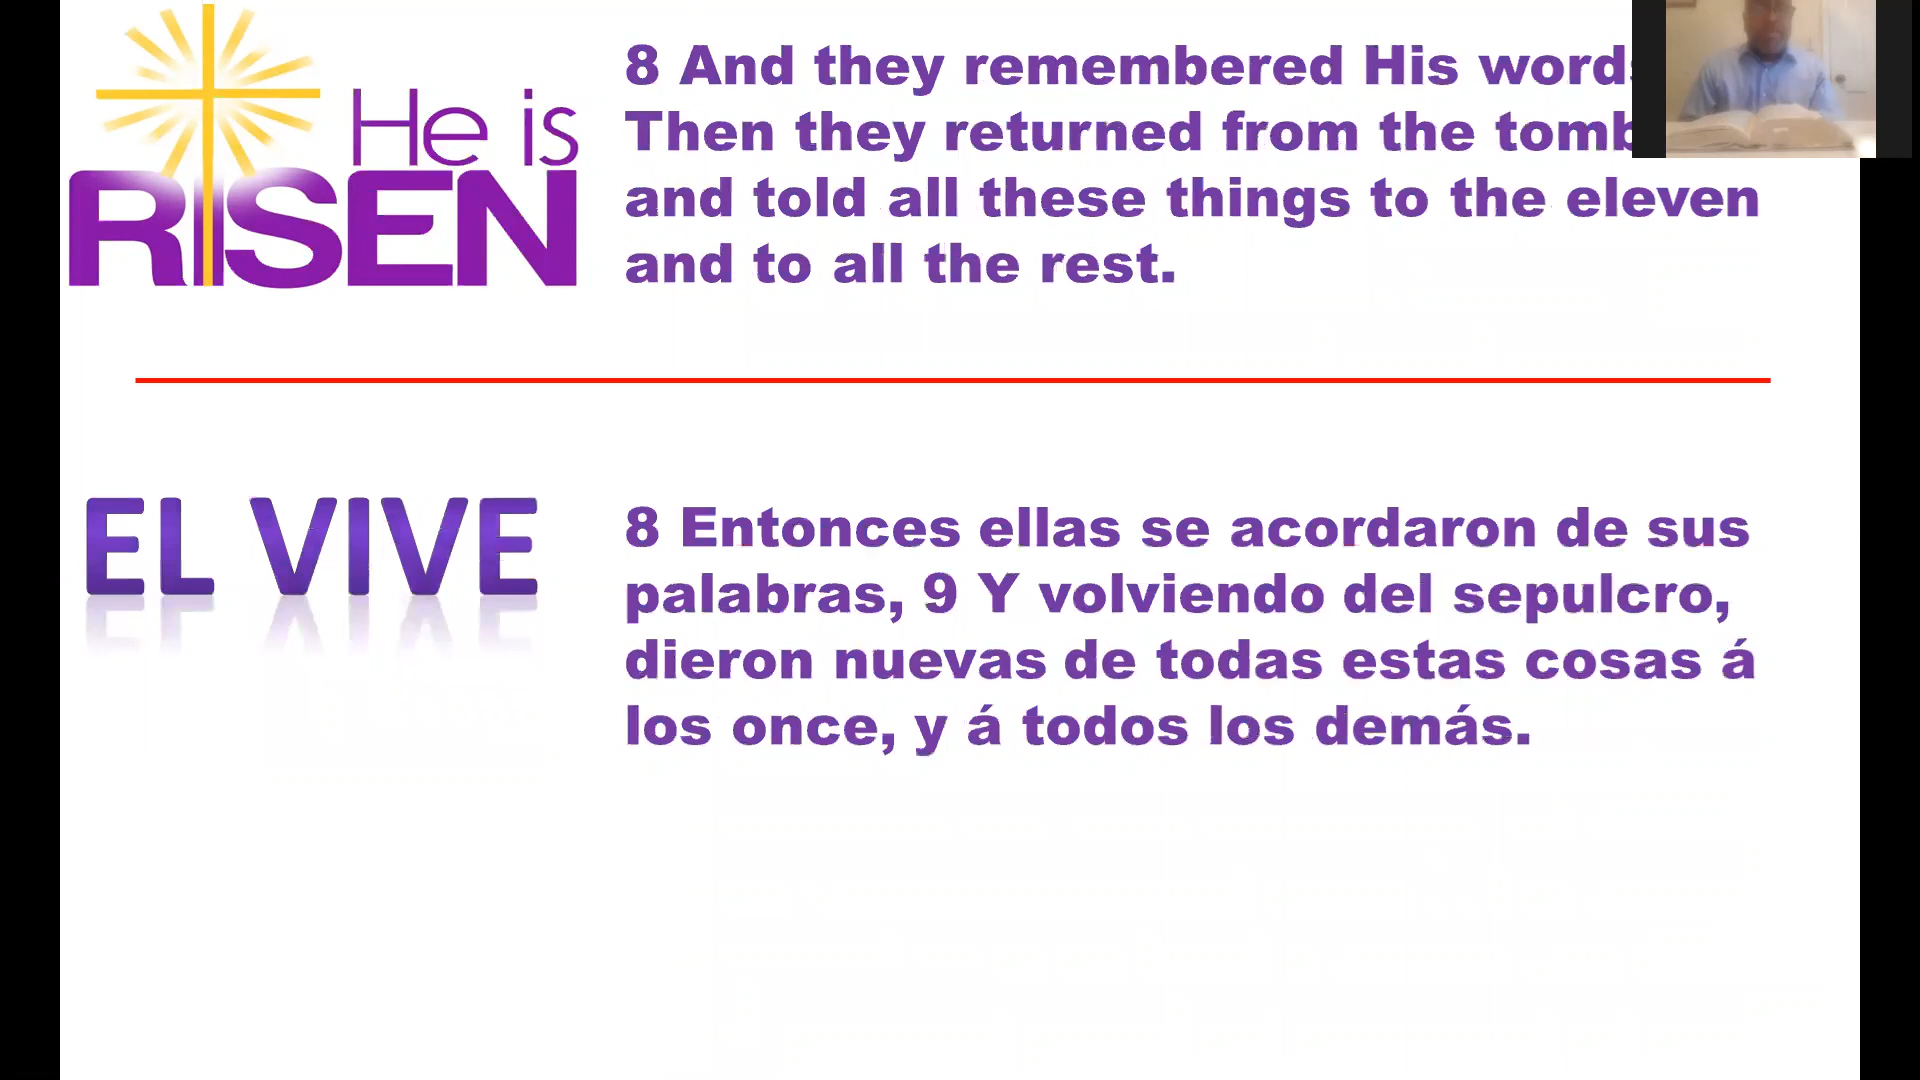 He is
RISEN
8 And they remembered His words
Then they returned from the tomb
and told all these things to the eleven
and to all the rest.
EL VIVE
8 Entonces ellas se acordaron de sus
palabras, 9 Y volviendo del sepulcro,
dieron nuevas de todas estas cosas á
los once, y á todos los demás.